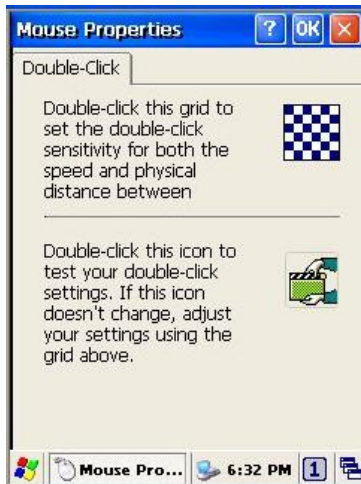 Mouse Properties ? OK ×
Double-Click
Double-click this grid to
set the double-click
sensitivity for both the
speed and physical
distance between
Double-click this icon to
test your double-click
settings. If this icon
doesn't change, adjust
your settings using the
grid above.
Mouse Pro... 6:32 PM 1